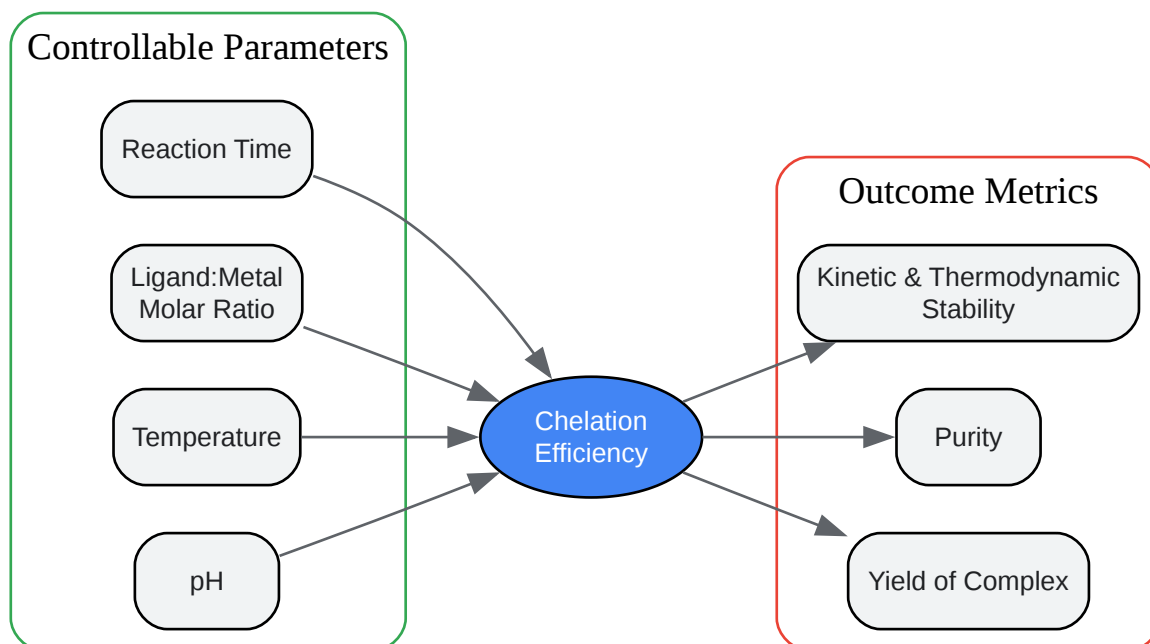 Controllable Parameters
Reaction Time
Ligand:Metal
Molar Ratio
Temperature
pH
Chelation
Efficiency
Outcome Metrics
Kinetic & Thermodynamic
Stability
Purity
Yield of Complex